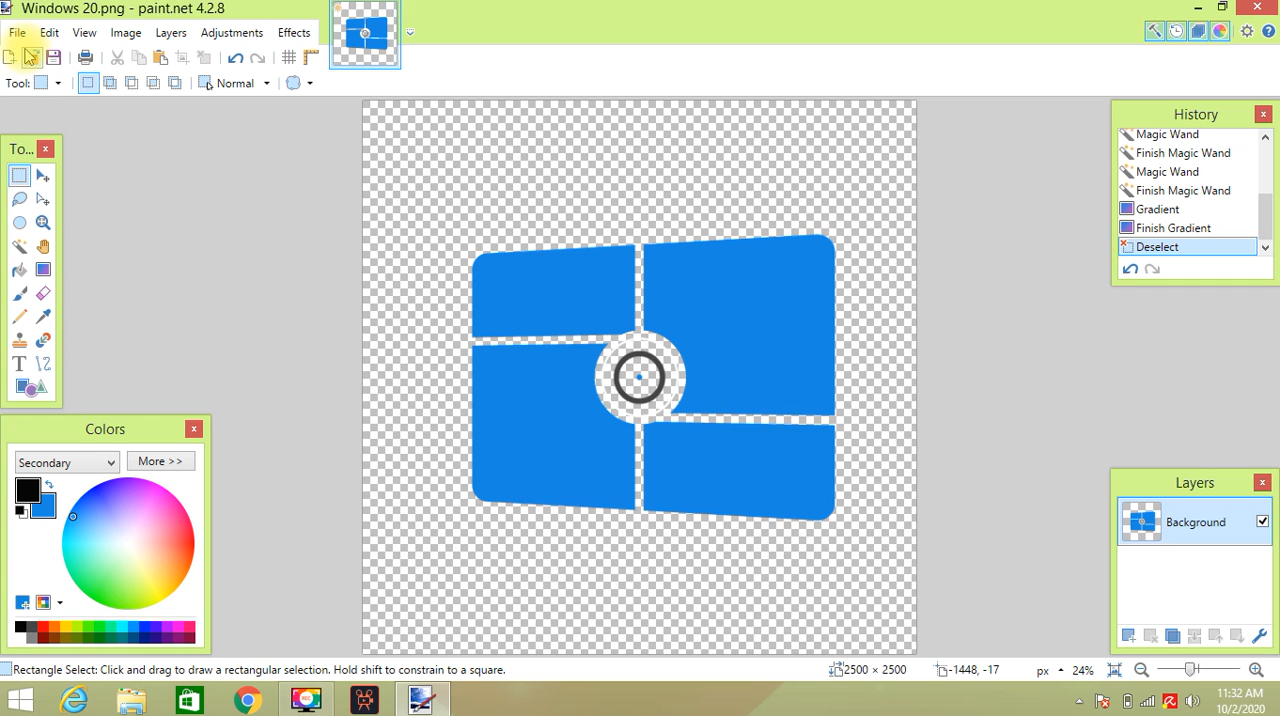 Windows 20.png - paint.net 4.2.8
File Edit View Image Layers Adjustments Effects
Tool: Normal
To...
T
Colors
Secondary More >>
History
Magic Wand
Finish Magic Wand
Magic Wand
Finish Magic Wand
Gradient
Finish Gradient
Deselect
Layers
Background
Rectangle Select: Click and drag to draw a rectangular selection. Hold shift to constrain to a square. 2500 × 2500 -1448, -17 px 24%
REC
11:32 AM
10/2/2020